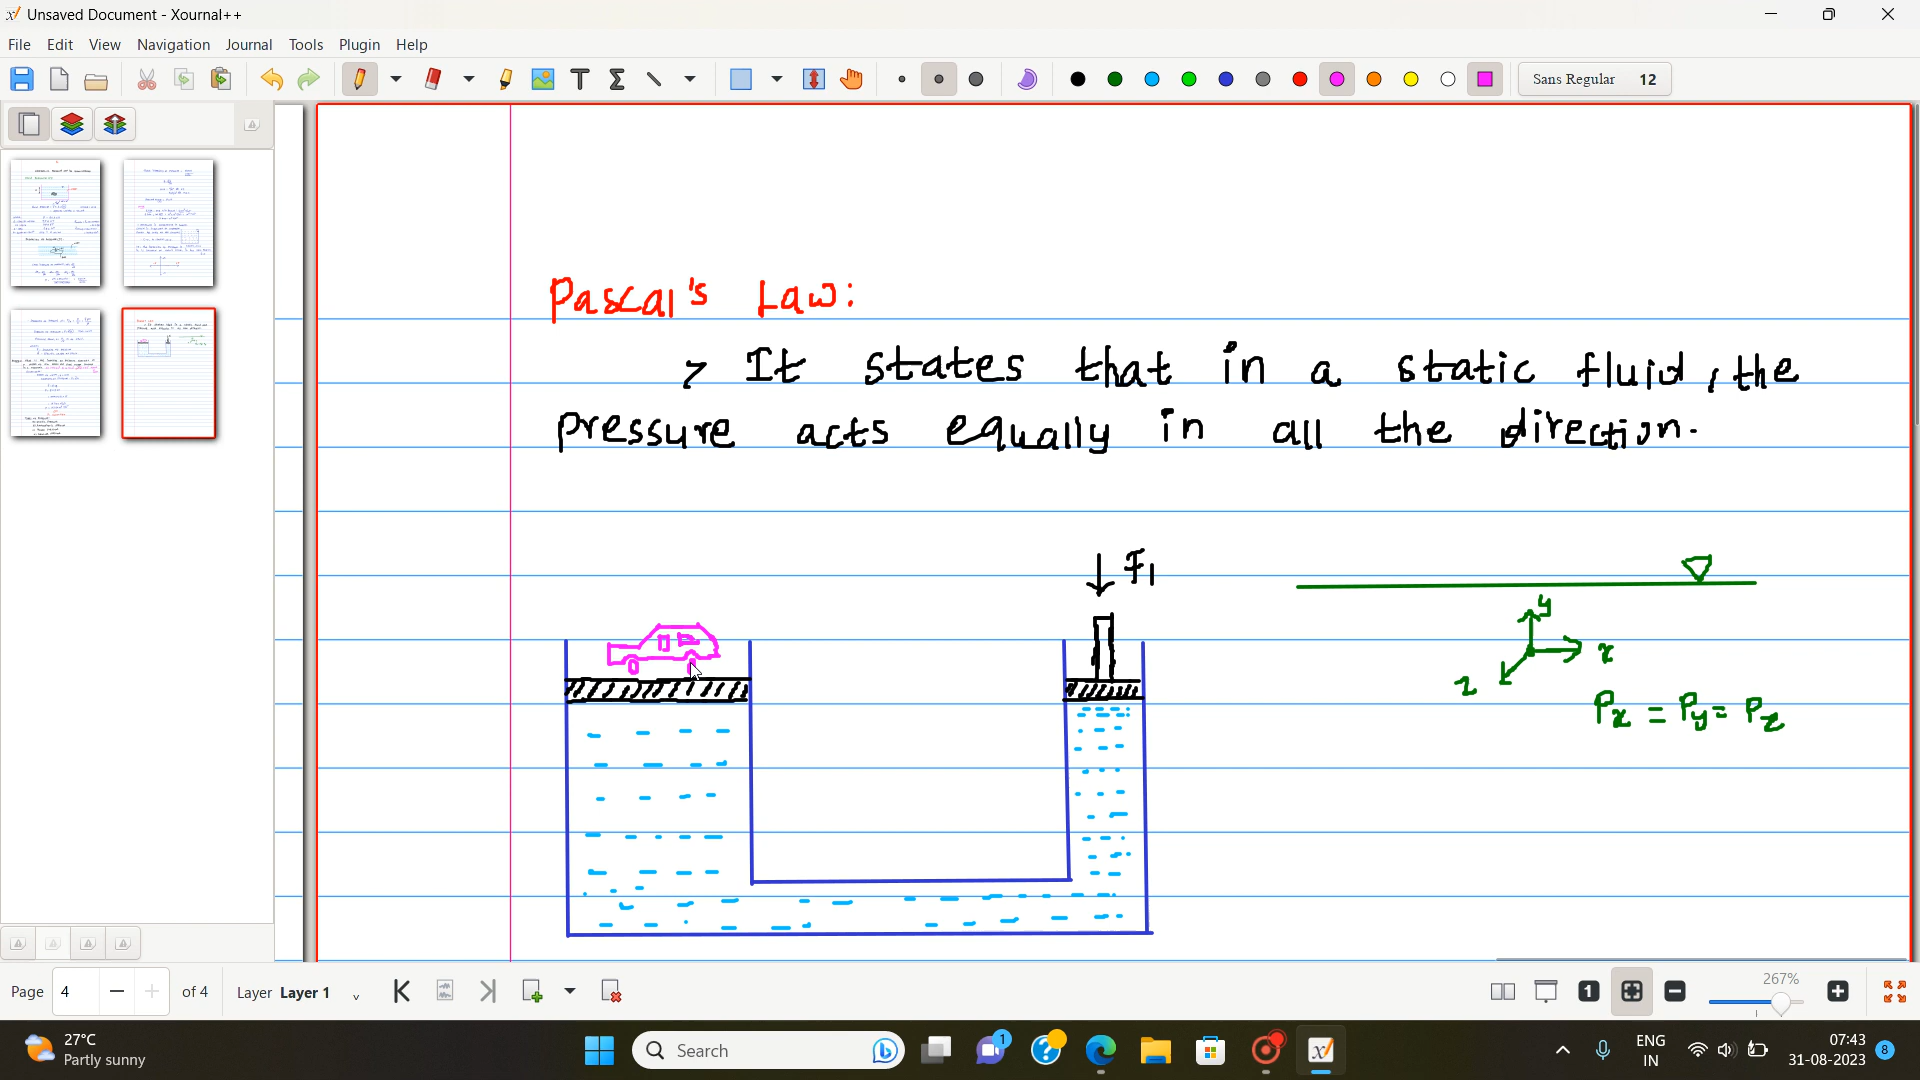 Unsaved Document - Xournal++
File Edit View Navigation Journal Tools Plugin Help
Sans Regular 12
Pascal's Law:
> It states that in a static fluid, the
pressure acts equally in all the direction.
F1
y
x
z
Px = Py = Pz
Page 4 of 4 Layer Layer 1
267%
27°C
Partly sunny
Search
1
ENG
IN
07:43
31-08-2023
8